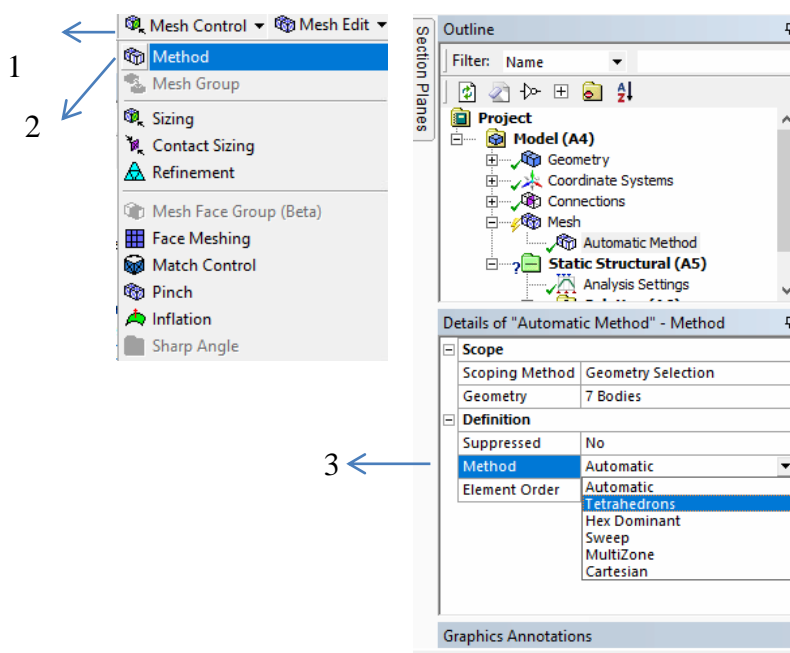 1
2
Mesh Control Mesh Edit
Method
Mesh Group
Sizing
Contact Sizing
Refinement
Mesh Face Group (Beta)
Face Meshing
Match Control
Pinch
Inflation
Sharp Angle
Section Planes
Outline
Filter: Name
Project
Model (A4)
Geometry
Coordinate Systems
Connections
Mesh
Automatic Method
Static Structural (A5)
Analysis Settings
Details of "Automatic Method" - Method
Scope
Scoping Method Geometry Selection
Geometry 7 Bodies
Definition
Suppressed No
3
Method Automatic
Element Order Automatic
Tetrahedrons
Hex Dominant
Sweep
MultiZone
Cartesian
Graphics Annotations